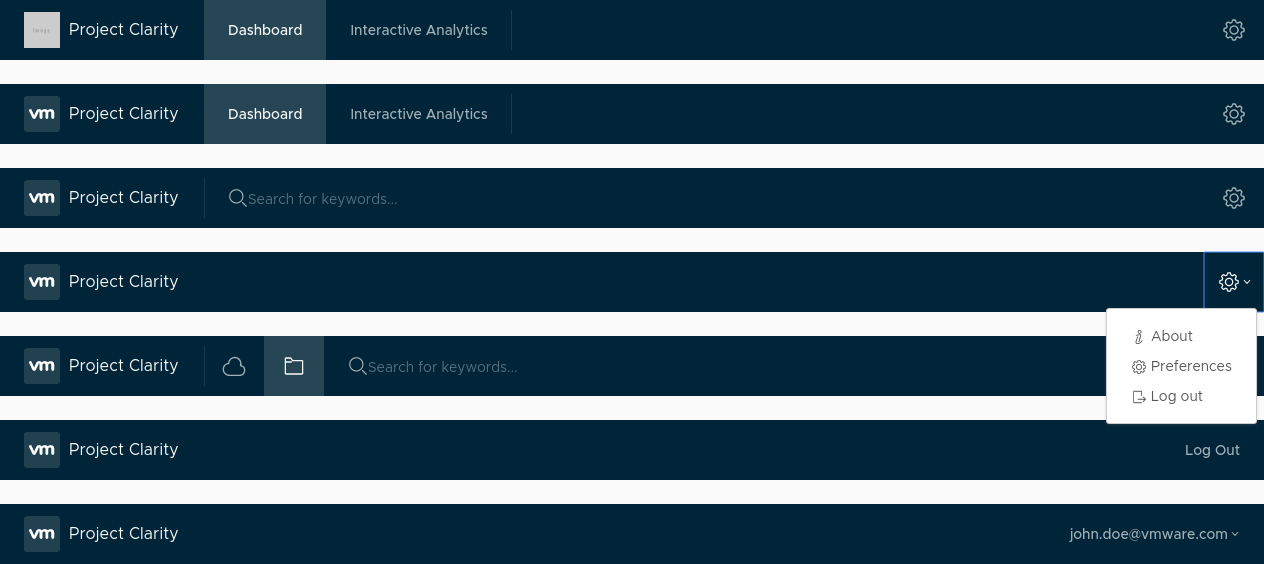 Image Project Clarity Dashboard Interactive Analytics
vm Project Clarity Dashboard Interactive Analytics
vm Project Clarity Search for keywords...
vm Project Clarity
About
vm Project Clarity Search for keywords... Preferences
Log out
vm Project Clarity Log Out
vm Project Clarity john.doe@vmware.com